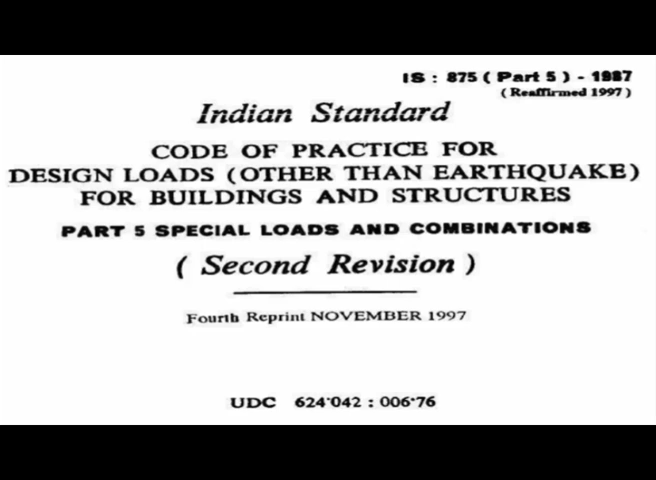 IS : 875 ( Part 5 ) - 1987
( Reaffirmed 1997 )
Indian Standard
CODE OF PRACTICE FOR
DESIGN LOADS (OTHER THAN EARTHQUAKE)
FOR BUILDINGS AND STRUCTURES
PART 5 SPECIAL LOADS AND COMBINATIONS
( Second Revision )
Fourth Reprint NOVEMBER 1997
UDC 624·042 : 006·76